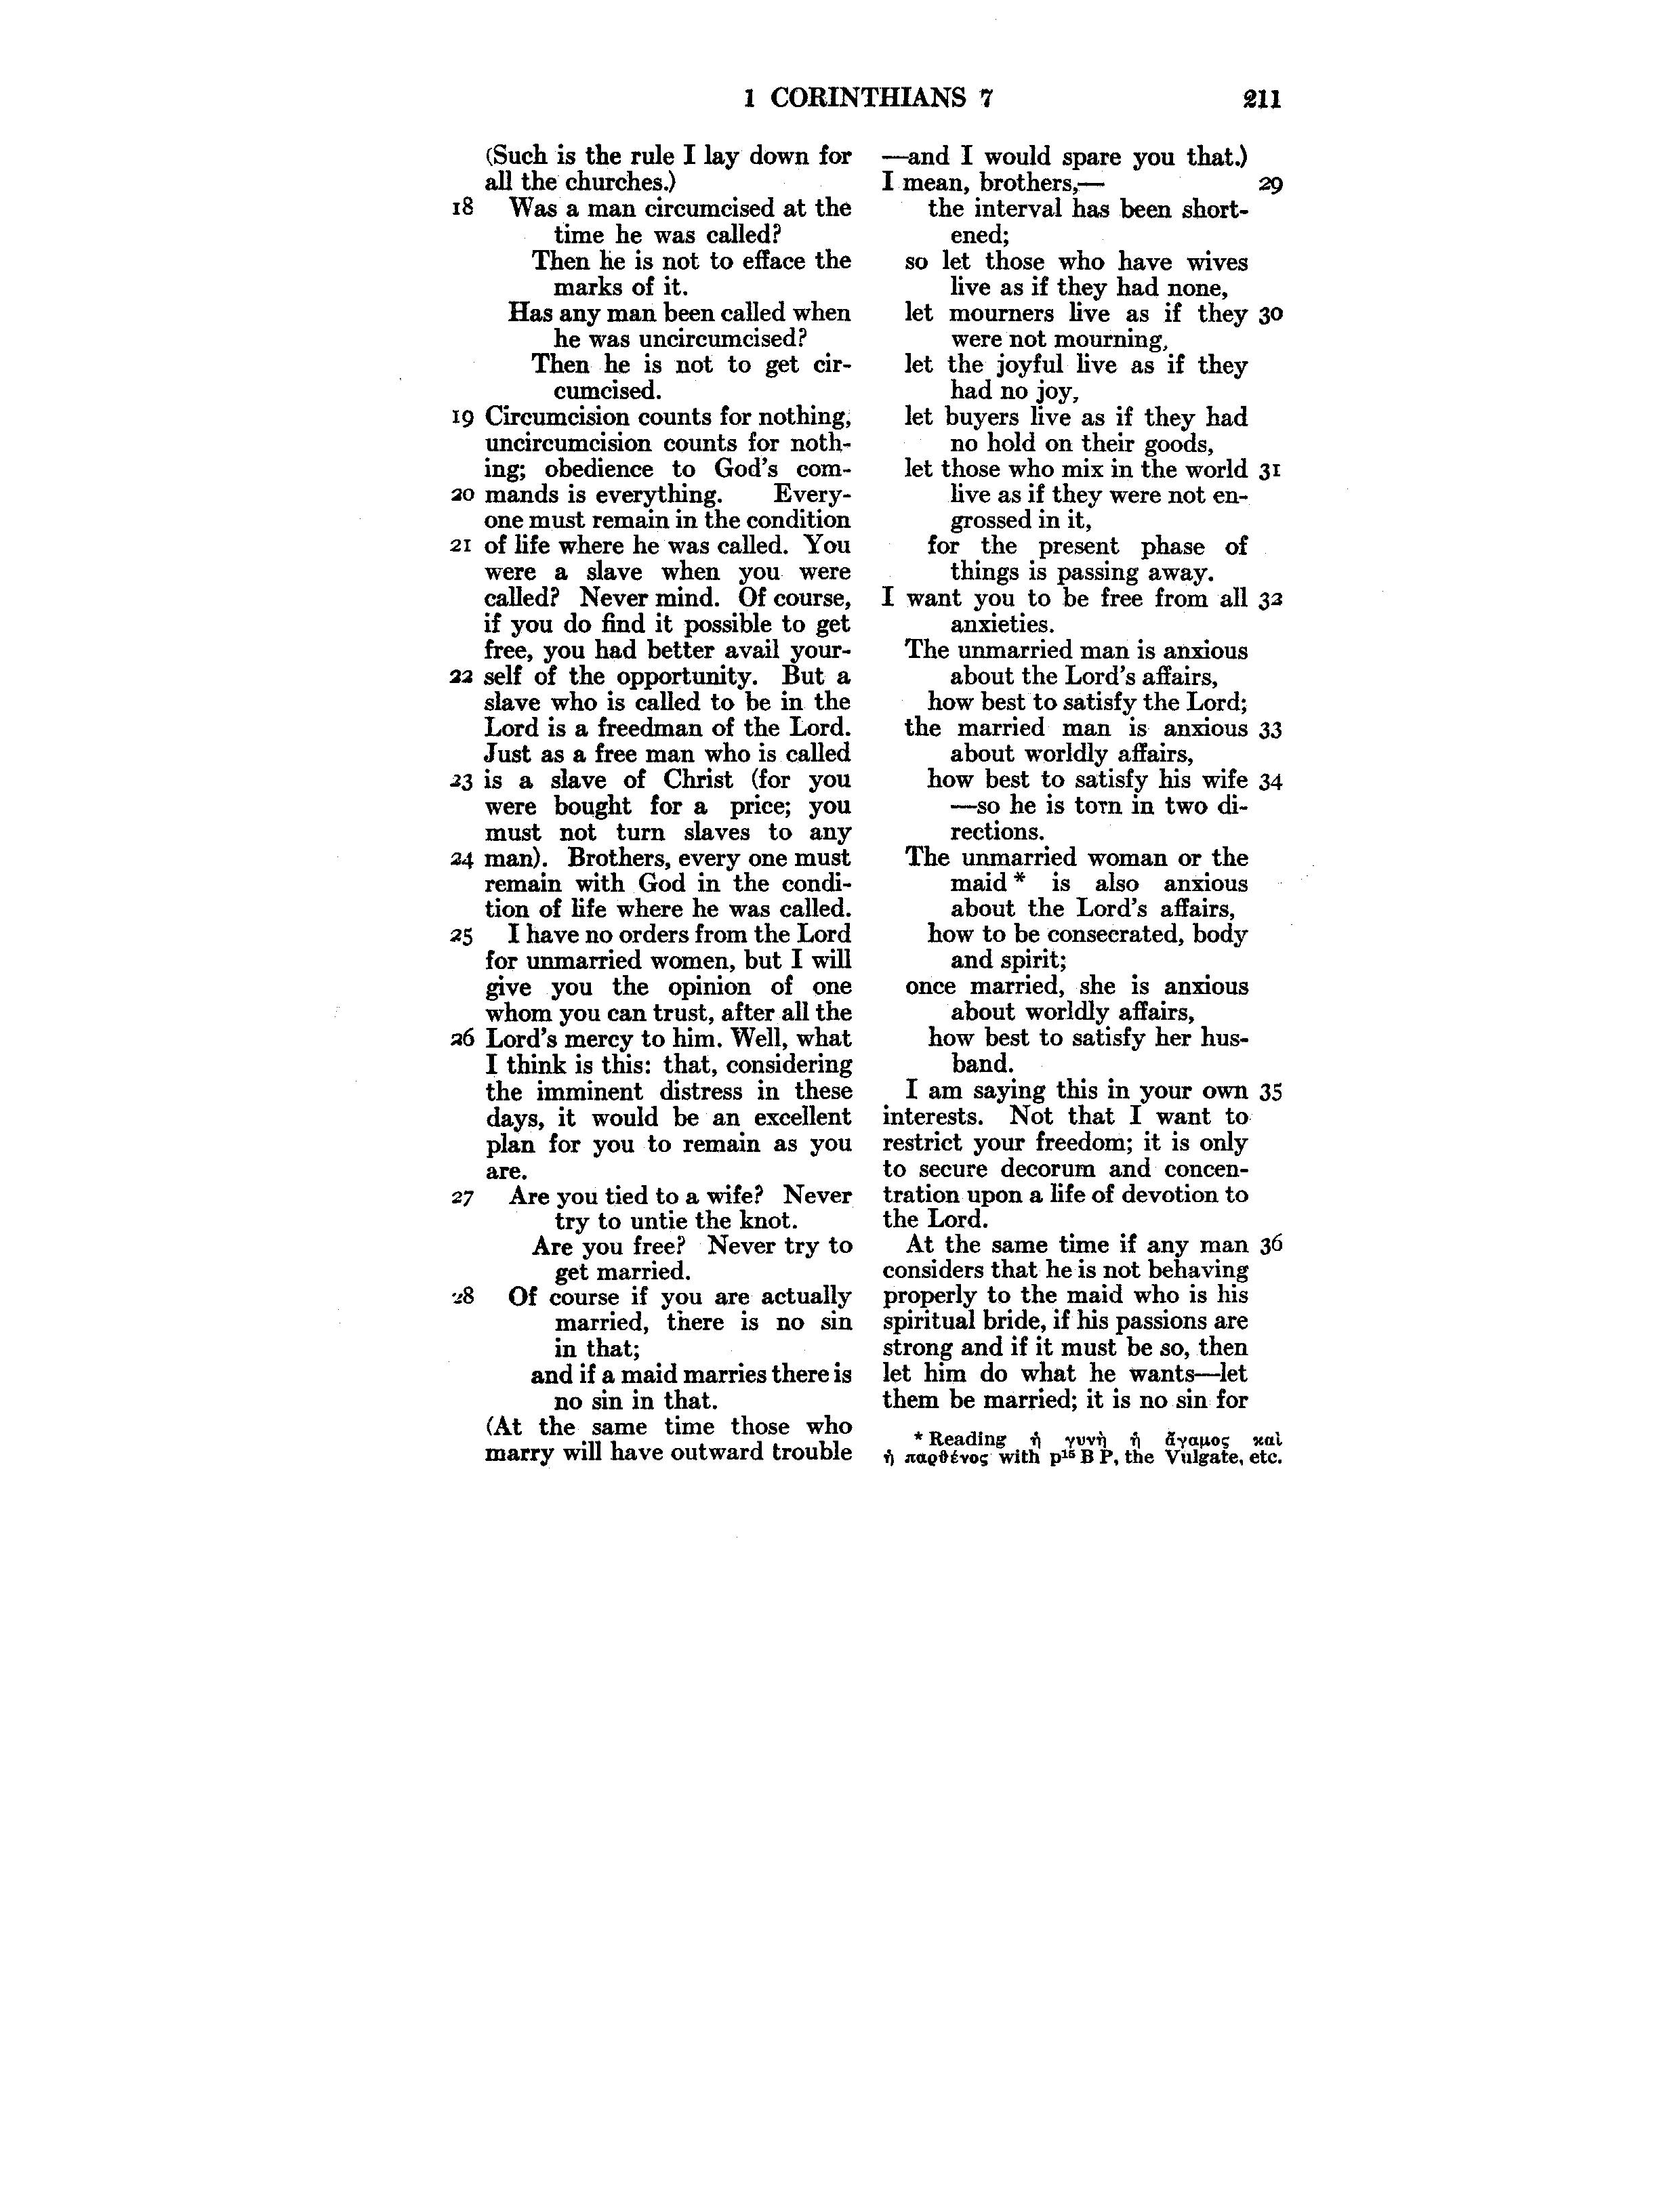 1 CORINTHIANS 7 211
(Such is the rule I lay down for
all the churches.)
18 Was a man circumcised at the
time he was called?
Then he is not to efface the
marks of it.
Has any man been called when
he was uncircumcised?
Then he is not to get cir-
cumcised.
19 Circumcision counts for nothing,
uncircumcision counts for noth-
ing; obedience to God's com-
20 mands is everything. Every-
one must remain in the condition
21 of life where he was called. You
were a slave when you were
called? Never mind. Of course,
if you do find it possible to get
free, you had better avail your-
22 self of the opportunity. But a
slave who is called to be in the
Lord is a freedman of the Lord.
Just as a free man who is called
23 is a slave of Christ (for you
were bought for a price; you
must not turn slaves to any
24 man). Brothers, every one must
remain with God in the condi-
tion of life where he was called.
25 I have no orders from the Lord
for unmarried women, but I will
give you the opinion of one
whom you can trust, after all the
26 Lord's mercy to him. Well, what
I think is this: that, considering
the imminent distress in these
days, it would be an excellent
plan for you to remain as you
are.
27 Are you tied to a wife? Never
try to untie the knot.
Are you free? Never try to
get married.
28 Of course if you are actually
married, there is no sin
in that;
and if a maid marries there is
no sin in that.
(At the same time those who
marry will have outward trouble
—and I would spare you that.)
I mean, brothers,— 29
the interval has been short-
ened;
so let those who have wives
live as if they had none,
let mourners live as if they 30
were not mourning,
let the joyful live as if they
had no joy,
let buyers live as if they had
no hold on their goods,
let those who mix in the world 31
live as if they were not en-
grossed in it,
for the present phase of
things is passing away.
I want you to be free from all 32
anxieties.
The unmarried man is anxious
about the Lord's affairs,
how best to satisfy the Lord;
the married man is anxious 33
about worldly affairs,
how best to satisfy his wife 34
—so he is torn in two di-
rections.
The unmarried woman or the
maid * is also anxious
about the Lord's affairs,
how to be consecrated, body
and spirit;
once married, she is anxious
about worldly affairs,
how best to satisfy her hus-
band.
I am saying this in your own 35
interests. Not that I want to
restrict your freedom; it is only
to secure decorum and concen-
tration upon a life of devotion to
the Lord.
At the same time if any man 36
considers that he is not behaving
properly to the maid who is his
spiritual bride, if his passions are
strong and if it must be so, then
let him do what he wants—let
them be married; it is no sin for
* Reading ἡ γυνὴ ἡ ἄγαμος καὶ
ἡ παρθένος with p¹⁵ B P, the Vulgate, etc.